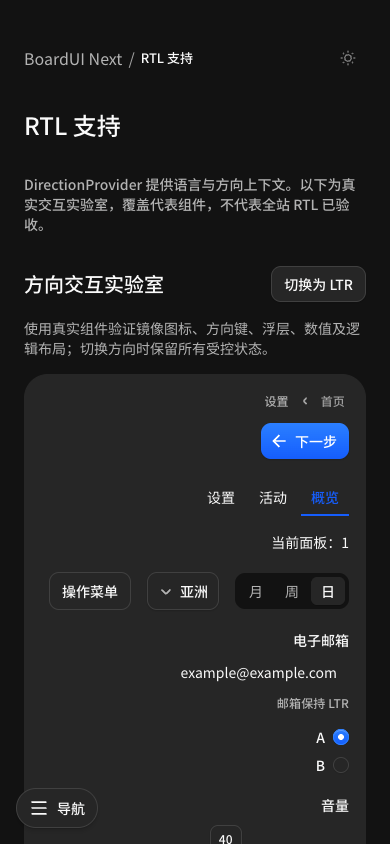 BoardUI Next / RTL 支持
RTL 支持
DirectionProvider 提供语言与方向上下文。以下为真
实交互实验室，覆盖代表组件，不代表全站 RTL 已验
收。
方向交互实验室
切换为 LTR
使用真实组件验证镜像图标、方向键、浮层、数值及逻
辑布局；切换方向时保留所有受控状态。
首页 › 设置
下一步
概览 活动 设置
当前面板：1
日 周 月 亚洲 操作菜单
电子邮箱
example@example.com
邮箱保持 LTR
A
B
音量
40
导航